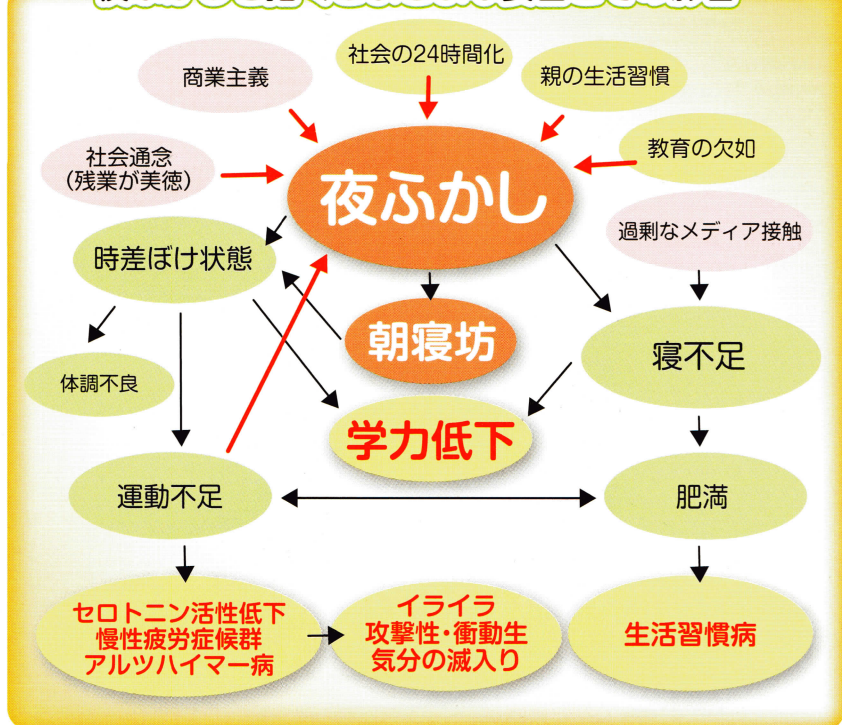 社会の24時間化
商業主義
親の生活習慣
社会通念
(残業が美徳)
教育の欠如
夜ふかし
過剰なメディア接触
時差ぼけ状態
朝寝坊
寝不足
体調不良
学力低下
運動不足
肥満
セロトニン活性低下
慢性疲労症候群
アルツハイマー病
イライラ
攻撃性・衝動生
気分の滅入り
生活習慣病